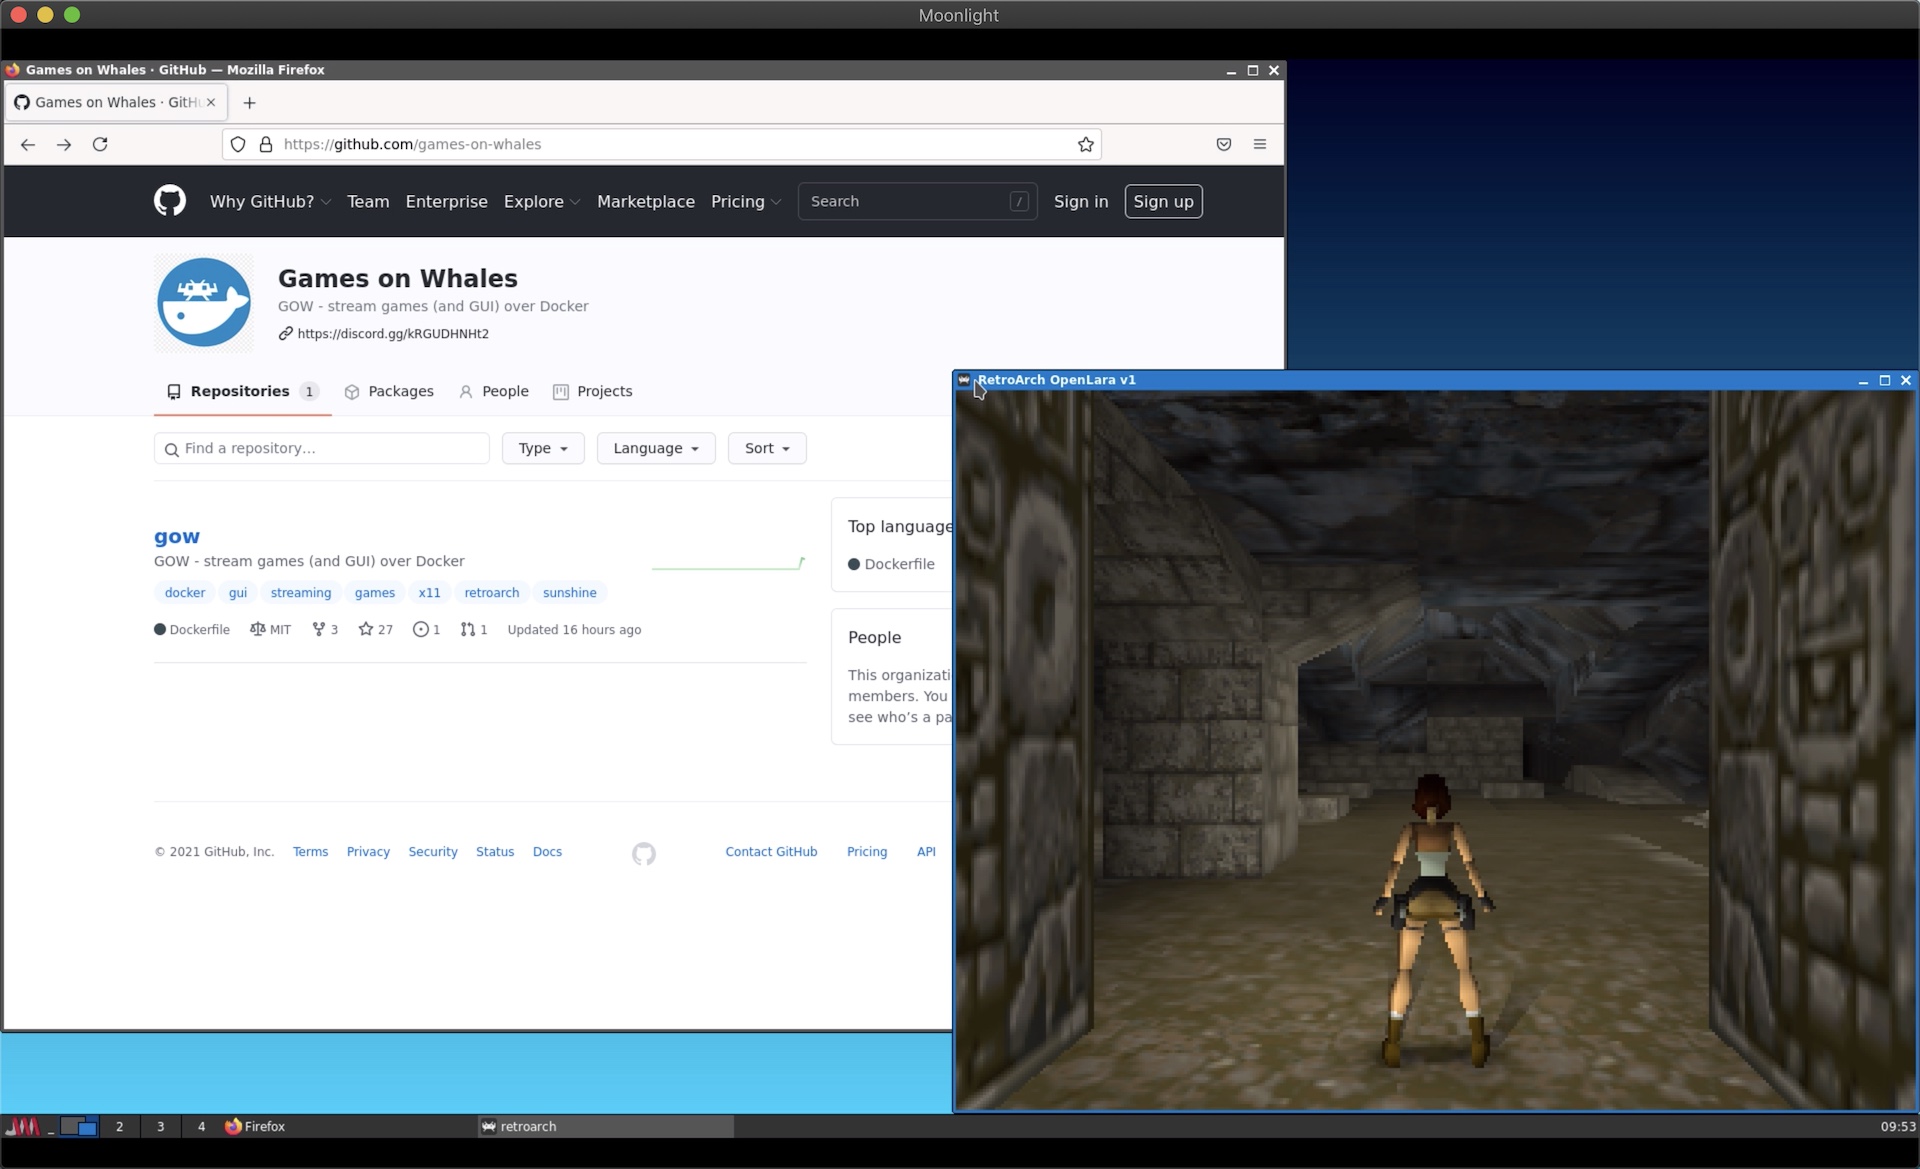 Moonlight
Games on Whales · GitHub — Mozilla Firefox
Games on Whales · GitH
https://github.com/games-on-whales
Why GitHub? Team Enterprise Explore Marketplace Pricing Search / Sign in Sign up
Games on Whales
GOW - stream games (and GUI) over Docker
https://discord.gg/kRGUDHNHt2
Repositories 1 Packages People Projects
RetroArch OpenLara v1
Find a repository… Type Language Sort
gow
GOW - stream games (and GUI) over Docker
docker gui streaming games x11 retroarch sunshine
Dockerfile MIT 3 27 1 1 Updated 16 hours ago
Top language
Dockerfile
People
This organizati
members. You
see who’s a pa
© 2021 GitHub, Inc. Terms Privacy Security Status Docs Contact GitHub Pricing API
2 3 4 Firefox retroarch 09:53